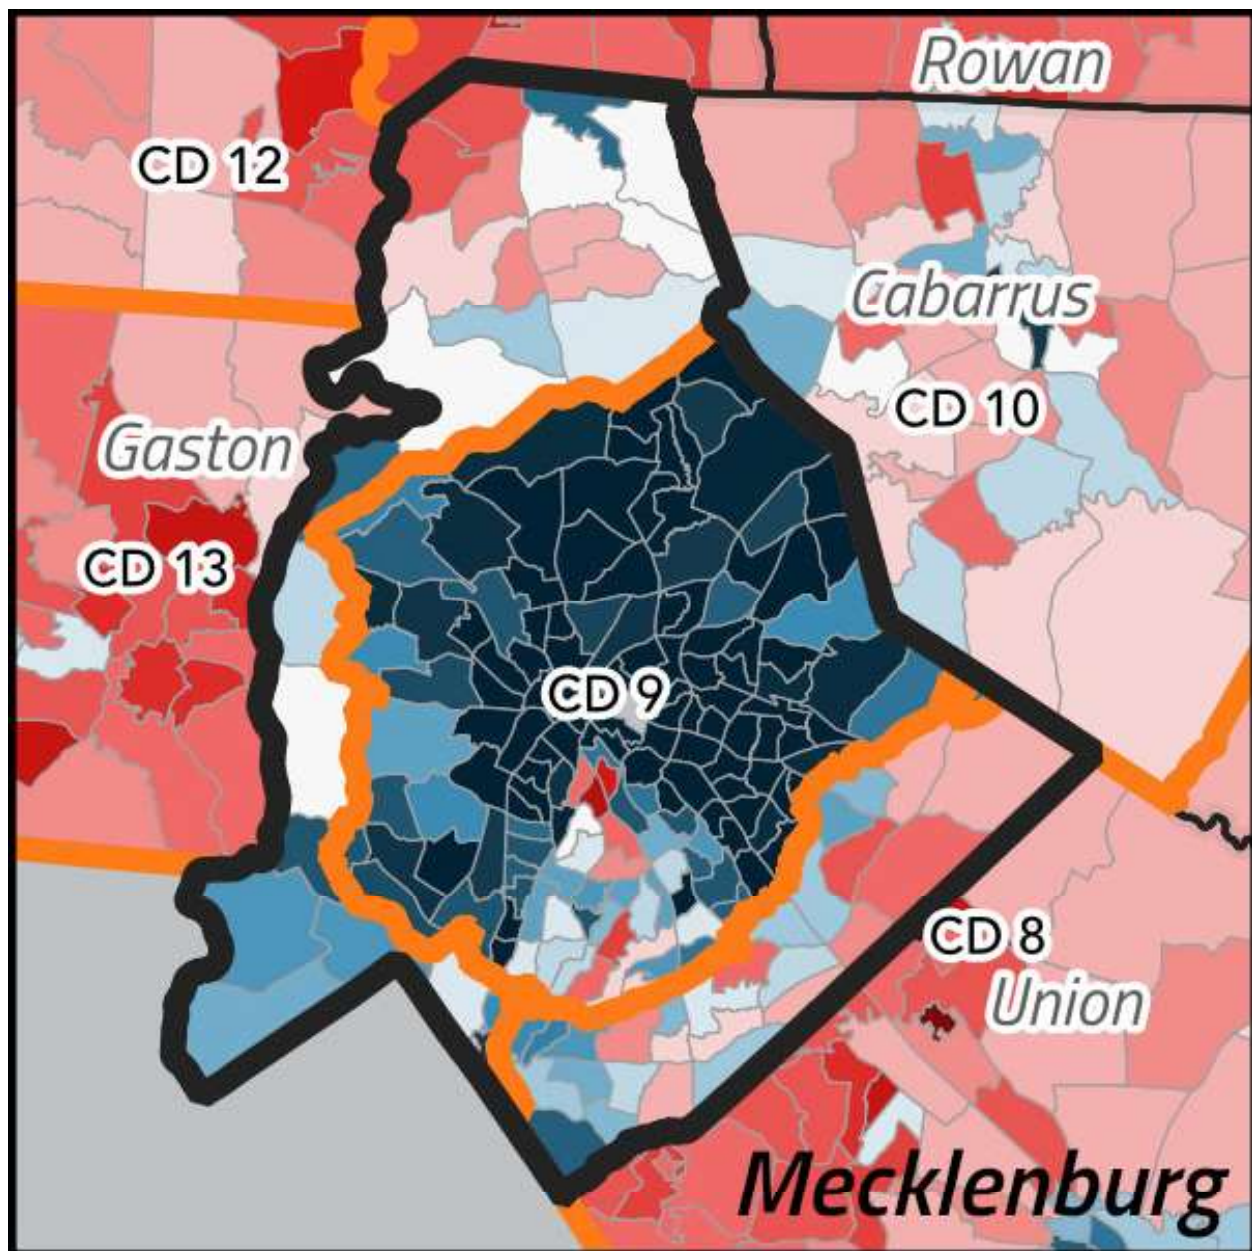 Rowan
CD 12
Cabarrus
CD 10
Gaston
CD 13
CD 9
CD 8
Union
Mecklenburg